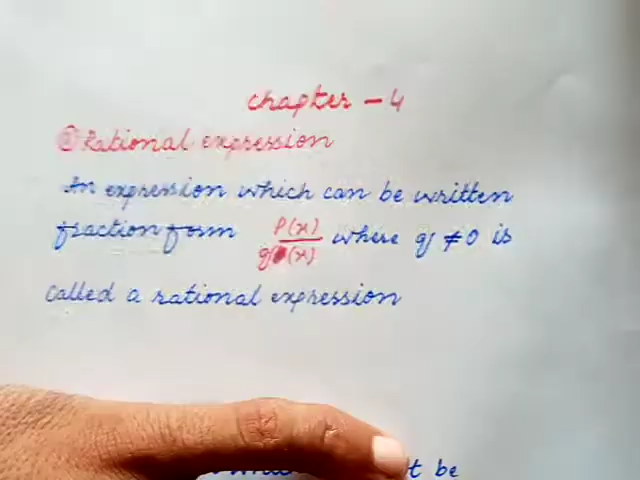 Chapter - 4
Rational expression
An expression which can be written
fraction form P(x)/q(x) where q ≠ 0 is
Called a rational expression
t be